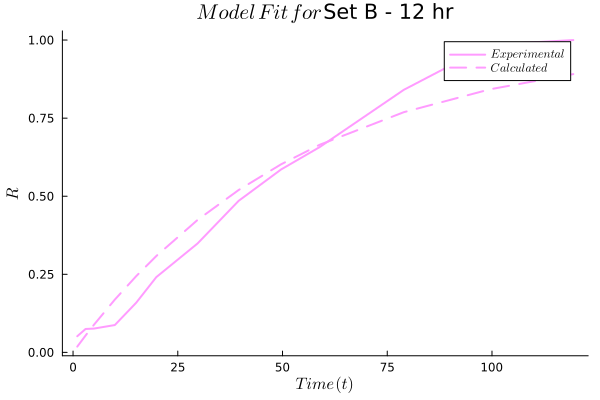 Model Fit for Set B - 12 hr
1.00
Experimental
Calculated
0.75
R
0.50
0.25
0.00
0
25
50
75
100
Time(t)